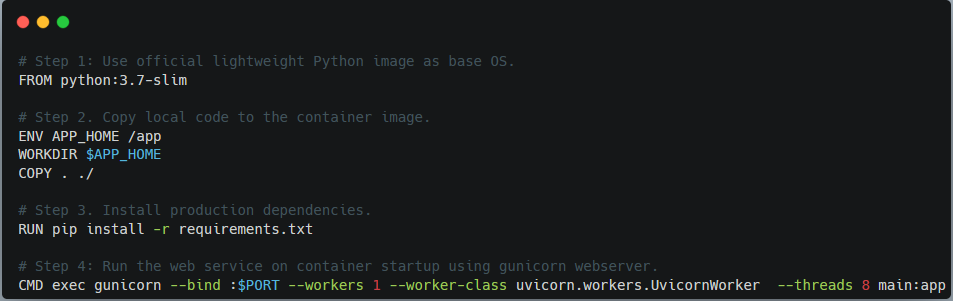 # Step 1: Use official lightweight Python image as base OS.
FROM python:3.7-slim
# Step 2. Copy local code to the container image.
ENV APP_HOME /app
WORKDIR $APP_HOME
COPY . ./
# Step 3. Install production dependencies.
RUN pip install -r requirements.txt
# Step 4: Run the web service on container startup using gunicorn webserver.
CMD exec gunicorn --bind :$PORT --workers 1 --worker-class uvicorn.workers.UvicornWorker  --threads 8 main:app